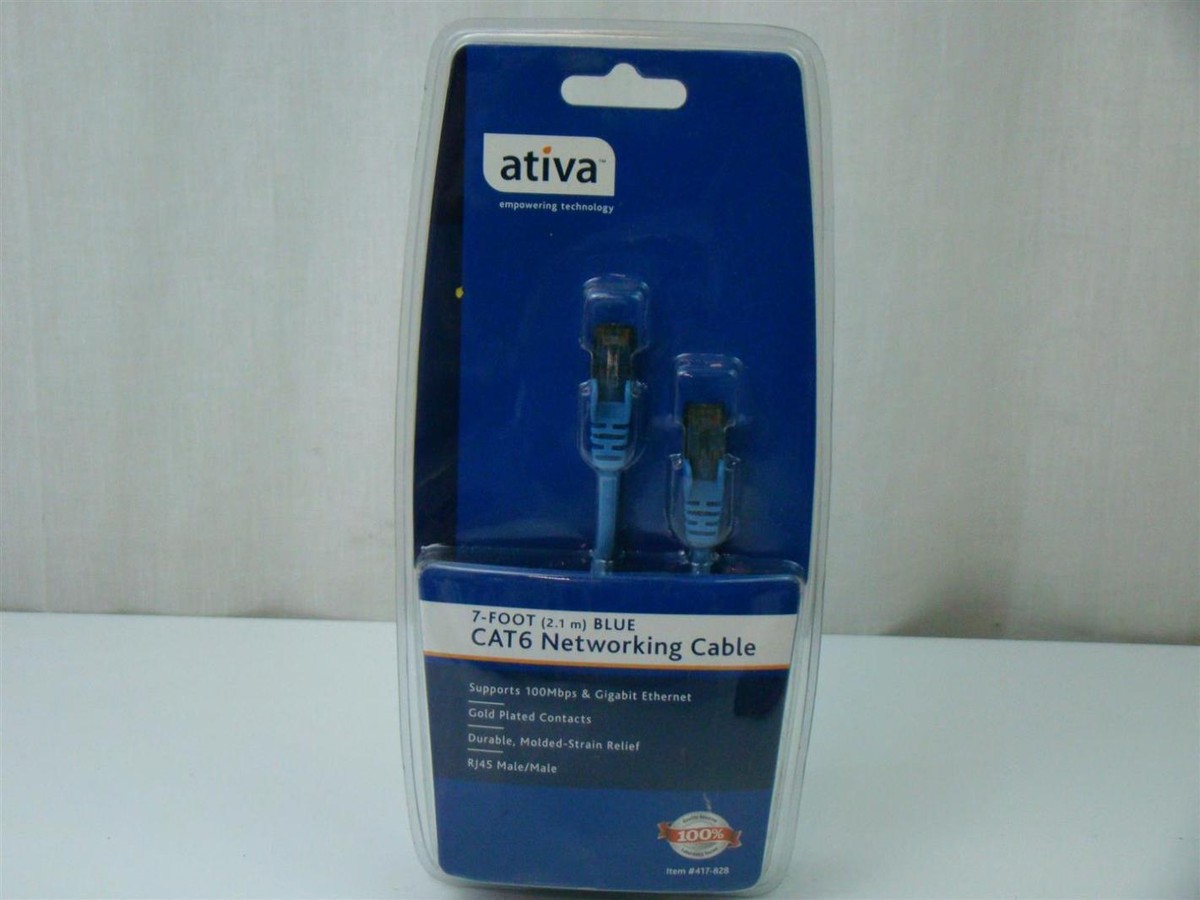 ativa™
empowering technology
7-FOOT (2.1 m) BLUE
CAT6 Networking Cable
Supports 100Mbps & Gigabit Ethernet
Gold Plated Contacts
Durable, Molded-Strain Relief
RJ45 Male/Male
100%
Item #417-828